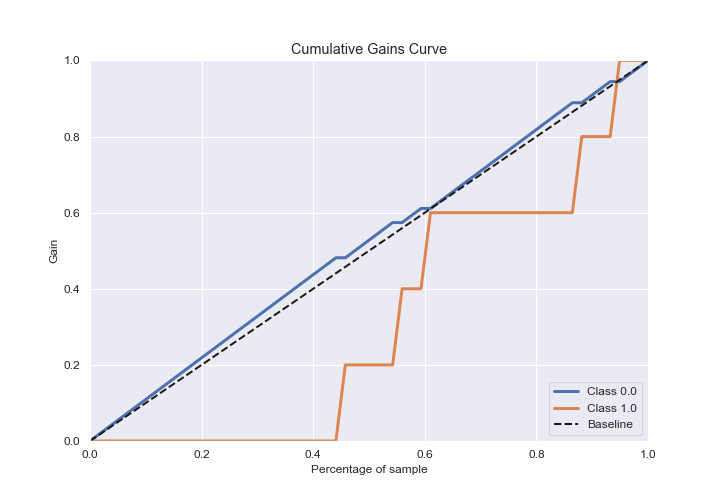 Cumulative Gains Curve
1.0
0.8
0.6
0.4
0.2
0.0
Gain
0.0 0.2 0.4 0.6 0.8 1.0
Percentage of sample
Class 0.0
Class 1.0
Baseline